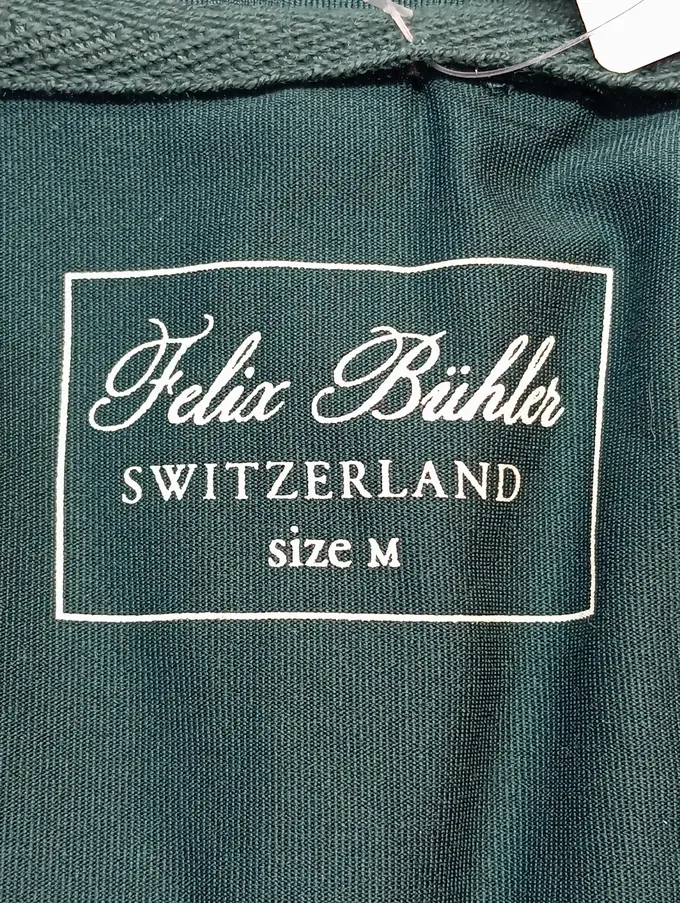 Felix Bühler
SWITZERLAND
size M